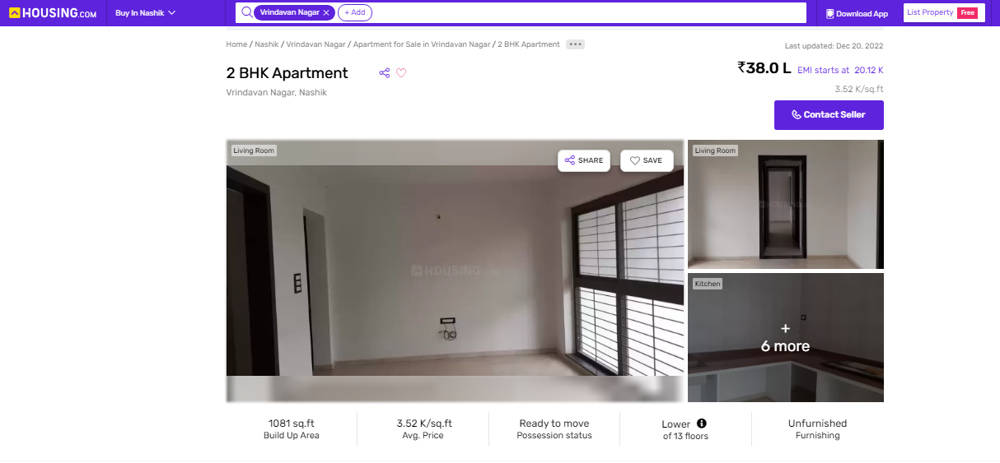 HOUSING.COM
Buy In Nashik
Vrindavan Nagar
+ Add
Download App
List Property Free
Home / Nashik / Vrindavan Nagar / Apartment for Sale in Vrindavan Nagar / 2 BHK Apartment
Last updated: Dec 20, 2022
2 BHK Apartment
₹38.0 L EMI starts at 20.12 K
Vrindavan Nagar, Nashik
3.52 K/sq.ft
Contact Seller
Living Room
SHARE
SAVE
HOUSING.COM
Living Room
HOUSING
Kitchen
+
6 more
1081 sq.ft
Build Up Area
3.52 K/sq.ft
Avg. Price
Ready to move
Possession status
Lower
of 13 floors
Unfurnished
Furnishing